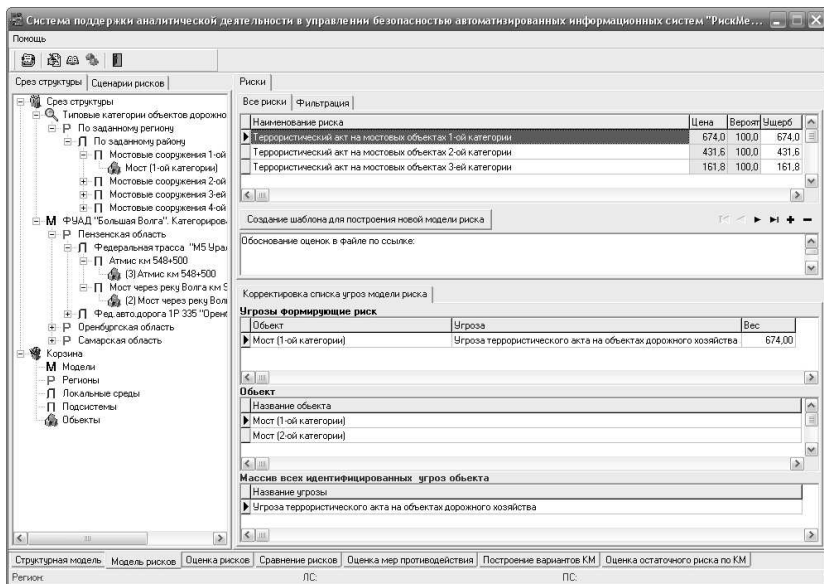 Система поддержки аналитической деятельности в управлении безопасностью автоматизированных информационных систем "РискМе...
Помощь
Срез структуры Сценарии рисков
Срез структуры
Типовые категории объектов дорожно
Р По заданному региону
П По заданному району
П Мостовые сооружения 1-ой
Мост (1-ой категории)
П Мостовые сооружения 2-ой
П Мостовые сооружения 3-ей
П Мостовые сооружения 4-ой
М ФУАД "Большая Волга". Категориров
Р Пензенская область
П Федеральная трасса "М5 Урал
П Атмис км 548+500
(3) Атмис км 548+500
П Мост через реку Волга км 9
(2) Мост через реку Вол
П Фед.авто.дорога 1Р 335 "Оренб
Р Оренбургская область
Р Самарская область
Корзина
М Модели
Р Регионы
П Локальные среды
П Подсистемы
Объекты
Риски
Все риски Фильтрация
Наименование риска Цена Вероят Ущерб
Террористический акт на мостовых объектах 1-ой категории 674,0 100,0 674,0
Террористический акт на мостовых объектах 2-ой категории 431,6 100,0 431,6
Террористический акт на мостовых объектах 3-ей категории 161,8 100,0 161,8
Создание шаблона для построения новой модели риска
Обоснование оценок в файле по ссылке:
Корректировка списка угроз модели риска
Угрозы формирующие риск
Объект Угроза Вес
Мост (1-ой категории) Угроза террористического акта на объектах дорожного хозяйства 674,00
Объект
Название объекта
Мост (1-ой категории)
Мост (2-ой категории)
Массив всех идентифицированных угроз объекта
Название угрозы
Угроза террористического акта на объектах дорожного хозяйства
Структурная модель Модель рисков Оценка рисков Сравнение рисков Оценка мер противодействия Построение вариантов КМ Оценка остаточного риска по КМ
Регион: ЛС: ПС: